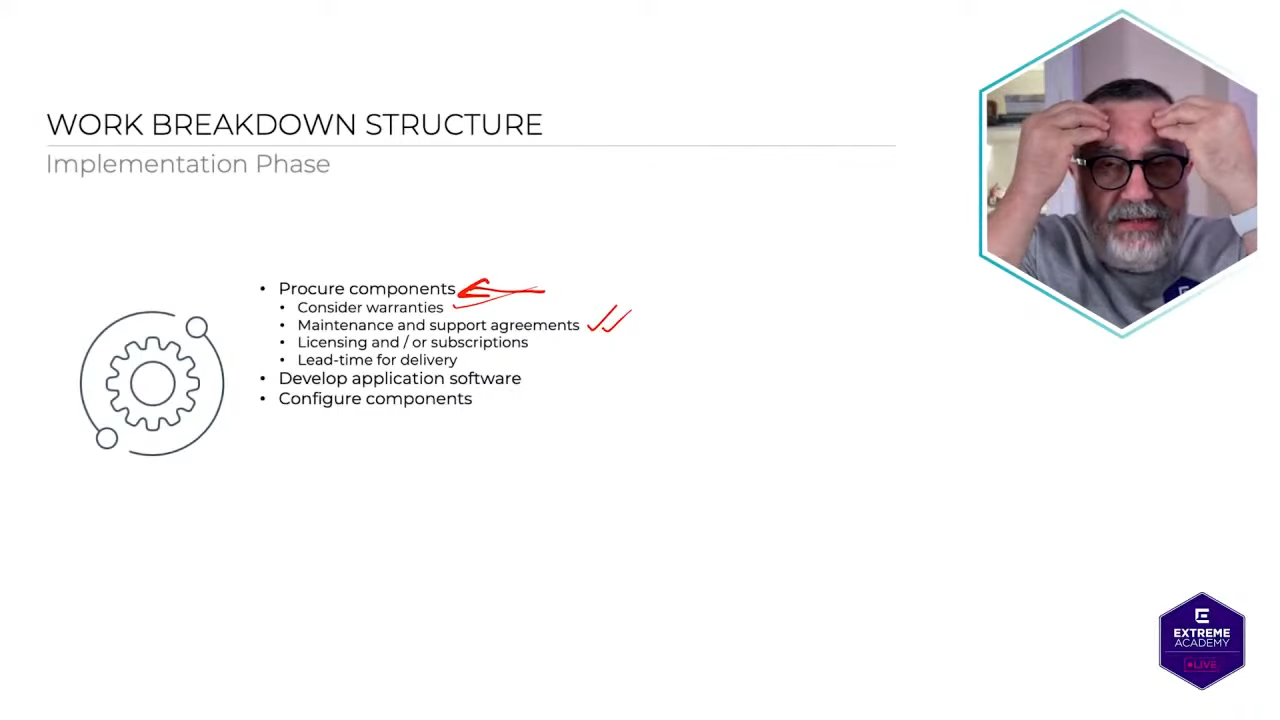 WORK BREAKDOWN STRUCTURE
Implementation Phase
• Procure components
• Consider warranties
• Maintenance and support agreements
• Licensing and / or subscriptions
• Lead-time for delivery
• Develop application software
• Configure components
E
EXTREME
ACADEMY
LIVE